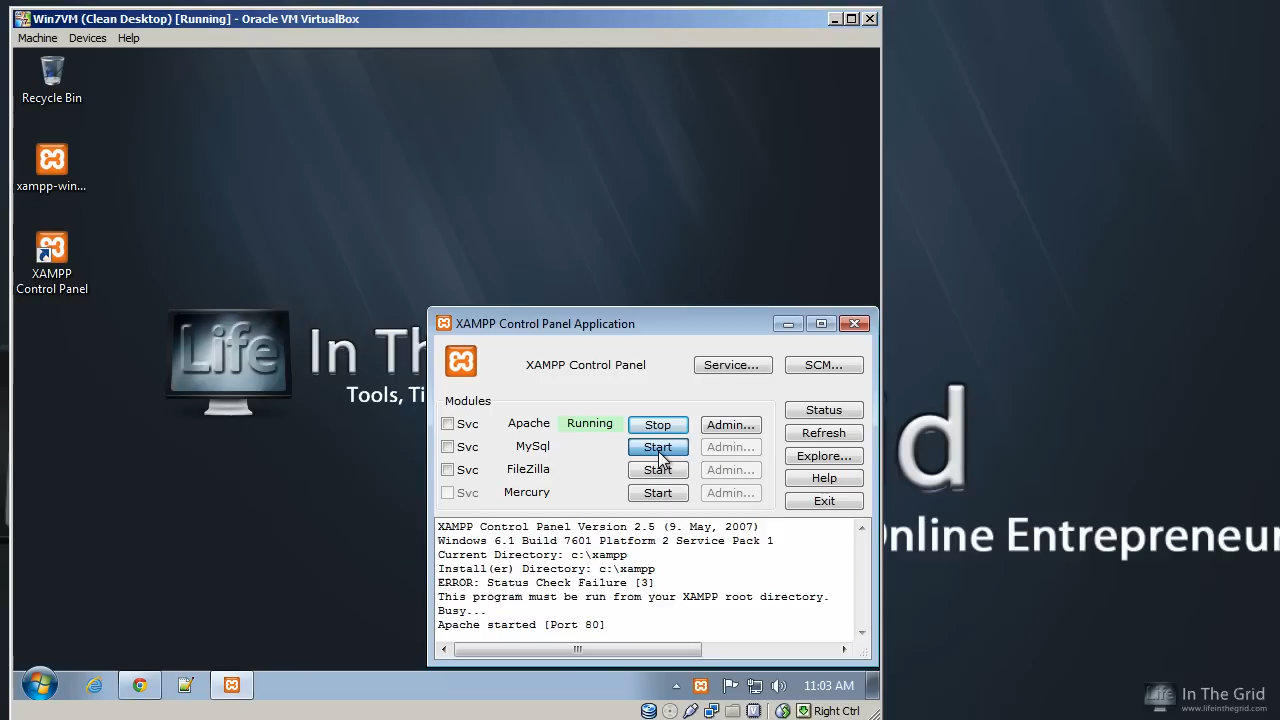 Win7VM (Clean Desktop) [Running] - Oracle VM VirtualBox
Machine Devices Help
Recycle Bin
xampp-win...
XAMPP
Control Panel
Life In Th
Tools, Ti
XAMPP Control Panel Application
XAMPP Control Panel
Service...
SCM...
Modules
Svc Apache Running Stop Admin...
Svc MySql Start Admin...
Svc FileZilla Start Admin...
Svc Mercury Start Admin...
Status
Refresh
Explore...
Help
Exit
XAMPP Control Panel Version 2.5 (9. May, 2007)
Windows 6.1 Build 7601 Platform 2 Service Pack 1
Current Directory: c:\xampp
Install(er) Directory: c:\xampp
ERROR: Status Check Failure [3]
This program must be run from your XAMPP root directory.
Busy...
Apache started [Port 80]
d
Online Entrepreneur
11:03 AM
Right Ctrl
Life In The Grid
www.lifeinthegrid.com